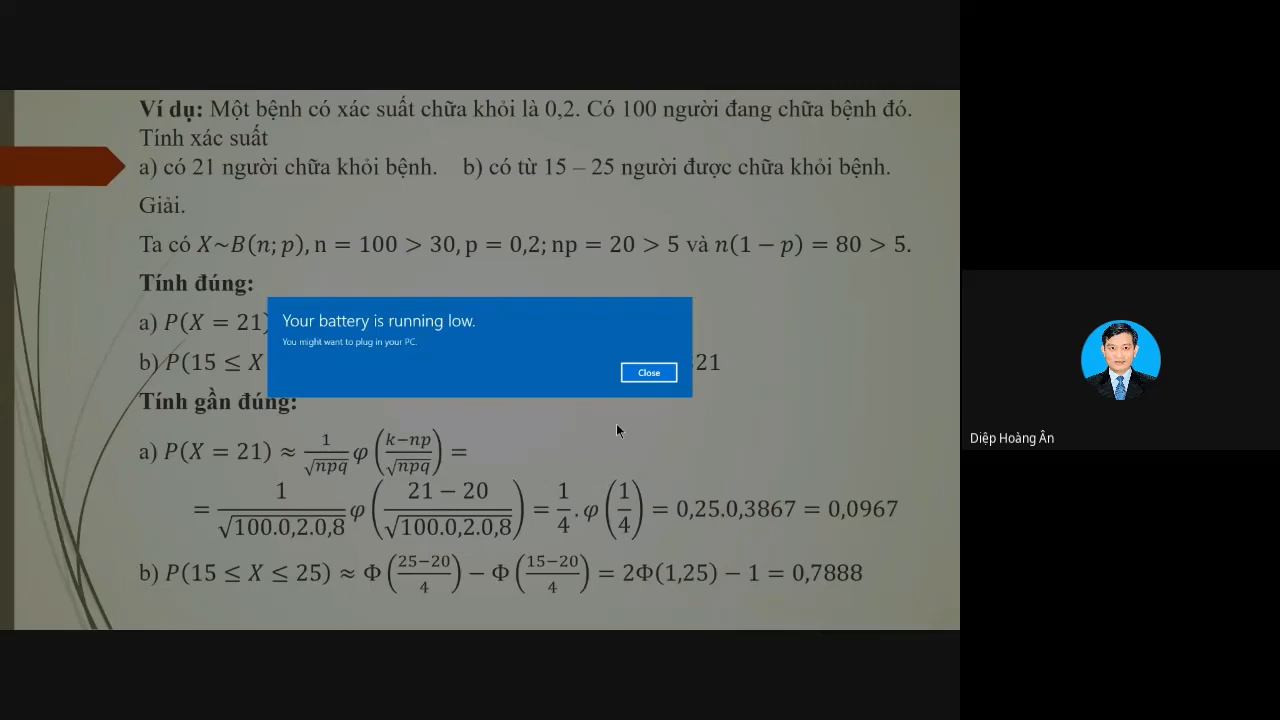 Ví dụ: Một bệnh có xác suất chữa khỏi là 0,2. Có 100 người đang chữa bệnh đó.
Tính xác suất
a) có 21 người chữa khỏi bệnh. b) có từ 15 – 25 người được chữa khỏi bệnh.
Giải.
Ta có X~B(n; p), n = 100 > 30, p = 0,2; np = 20 > 5 và n(1 − p) = 80 > 5.
Tính đúng:
a) P(X = 21)
b) P(15 ≤ X 21
Your battery is running low.
You might want to plug in your PC.
Close
Tính gần đúng:
a) P(X = 21) ≈ 1/√npq φ((k−np)/√npq) =
= 1/√100.0,2.0,8 φ((21 − 20)/√100.0,2.0,8) = 1/4 . φ(1/4) = 0,25.0,3867 = 0,0967
b) P(15 ≤ X ≤ 25) ≈ Φ((25−20)/4) − Φ((15−20)/4) = 2Φ(1,25) − 1 = 0,7888
Diệp Hoàng Ân